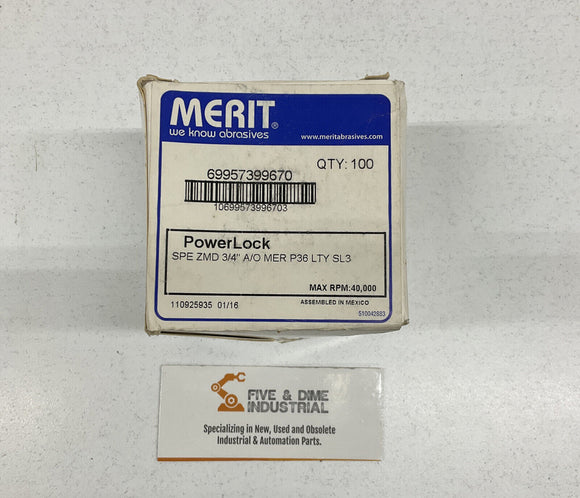 MERIT®
we know abrasives
www.meritabrasives.com
69957399670
QTY: 100
10699573996703
PowerLock
SPE ZMD 3/4" A/O MER P36 LTY SL3
MAX RPM:40,000
110925935 01/16
ASSEMBLED IN MEXICO
510042883
FIVE & DIME
INDUSTRIAL
Specializing in New, Used and Obsolete
Industrial & Automation Parts.